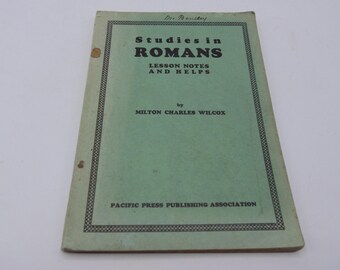 Studies in
ROMANS
LESSON NOTES
AND HELPS
by
MILTON CHARLES WILCOX
PACIFIC PRESS PUBLISHING ASSOCIATION